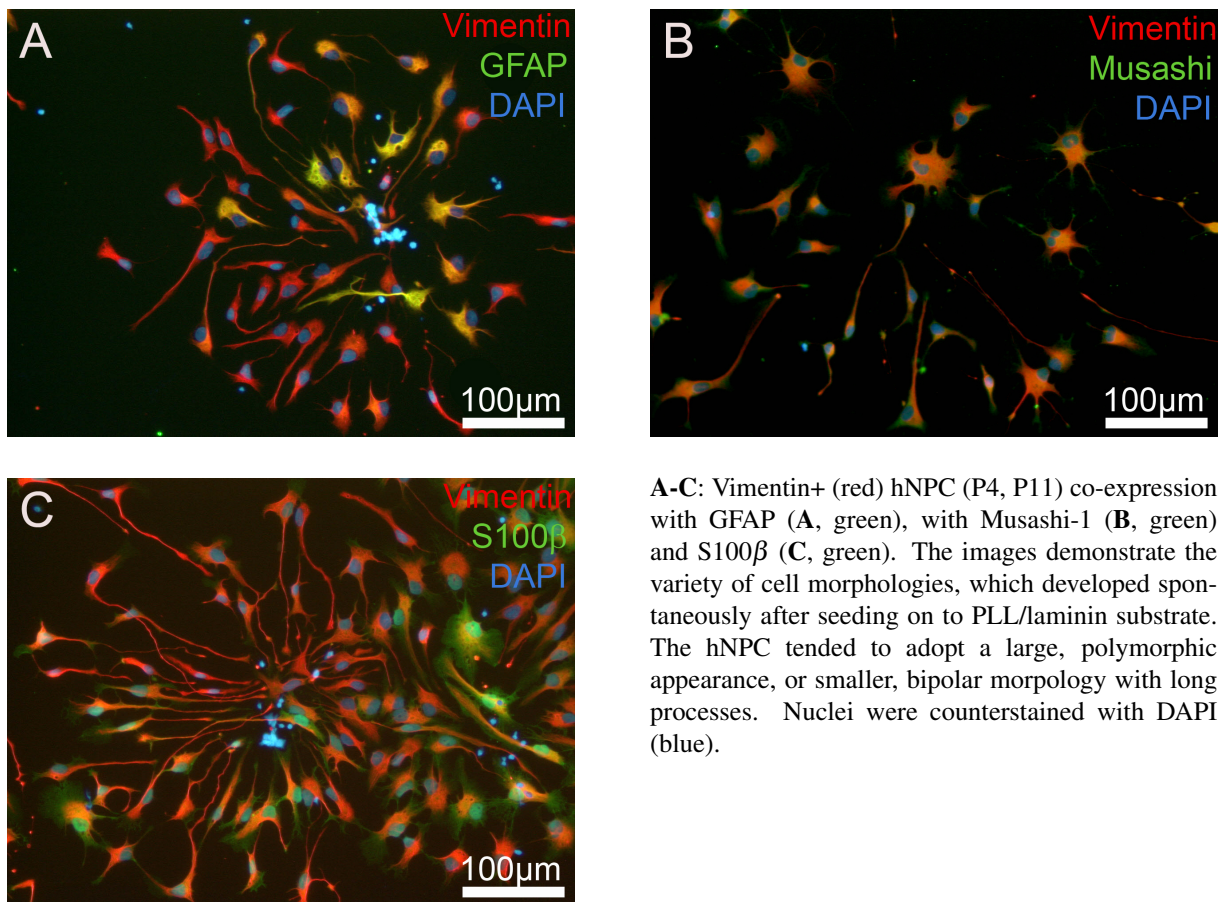 A
Vimentin
GFAP
DAPI
100μm
B
Vimentin
Musashi
DAPI
100μm
C
Vimentin
S100β
DAPI
100μm
A-C: Vimentin+ (red) hNPC (P4, P11) co-expression
with GFAP (A, green), with Musashi-1 (B, green)
and S100β (C, green). The images demonstrate the
variety of cell morphologies, which developed spon-
taneously after seeding on to PLL/laminin substrate.
The hNPC tended to adopt a large, polymorphic
appearance, or smaller, bipolar morpology with long
processes. Nuclei were counterstained with DAPI
(blue).